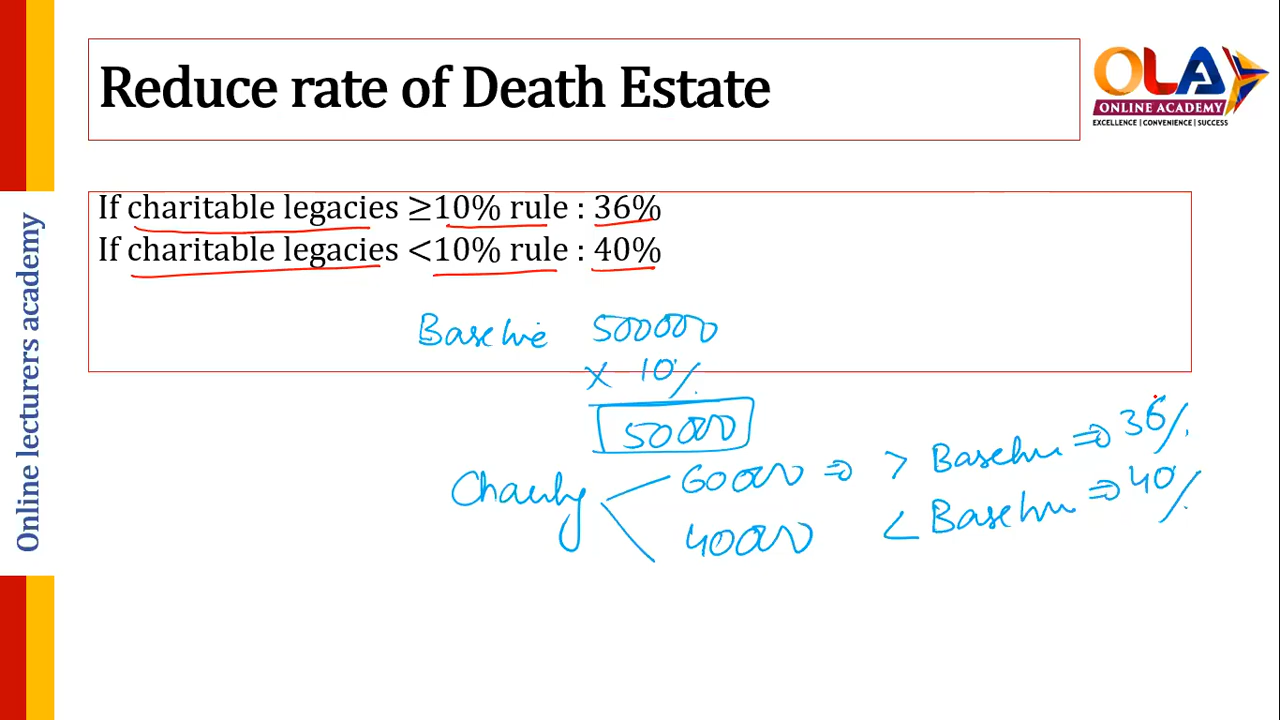 Reduce rate of Death Estate
OLA
ONLINE ACADEMY
EXCELLENCE | CONVENIENCE | SUCCESS
If charitable legacies ≥10% rule : 36%
If charitable legacies <10% rule : 40%
Baseline 500000
x 10%
50000
Charity 60000 ⇒ > Baseline ⇒ 36%
40000 < Baseline ⇒ 40%
Online lecturers academy